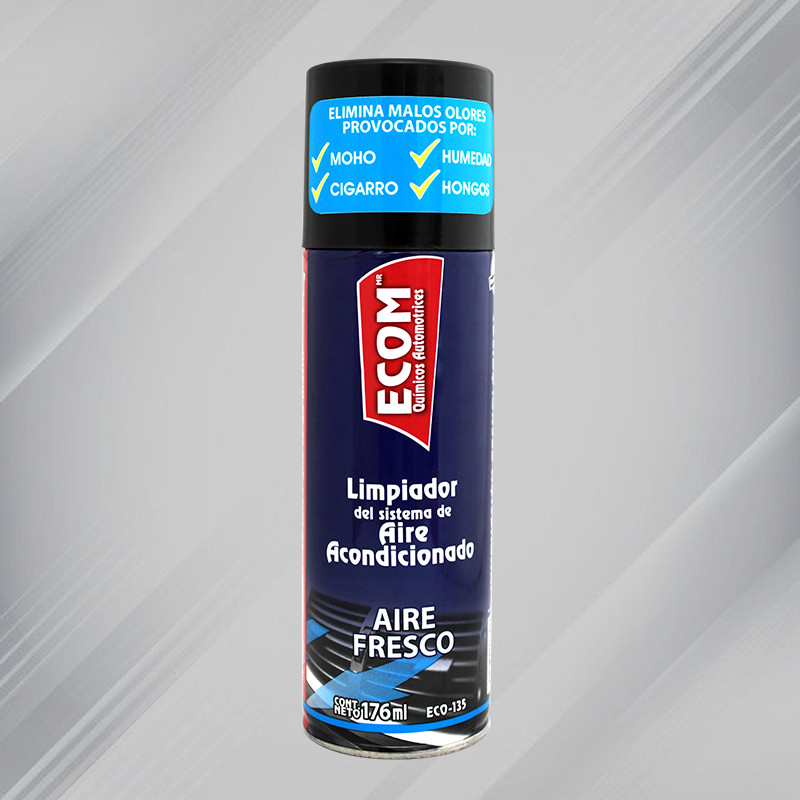 ELIMINA MALOS OLORES
PROVOCADOS POR:
MOHO
HUMEDAD
CIGARRO
HONGOS
ECOM MR
Químicos Automotrices
Limpiador
del sistema de
Aire
Acondicionado
AIRE
FRESCO
CONT.
NETO 176ml ECO-135